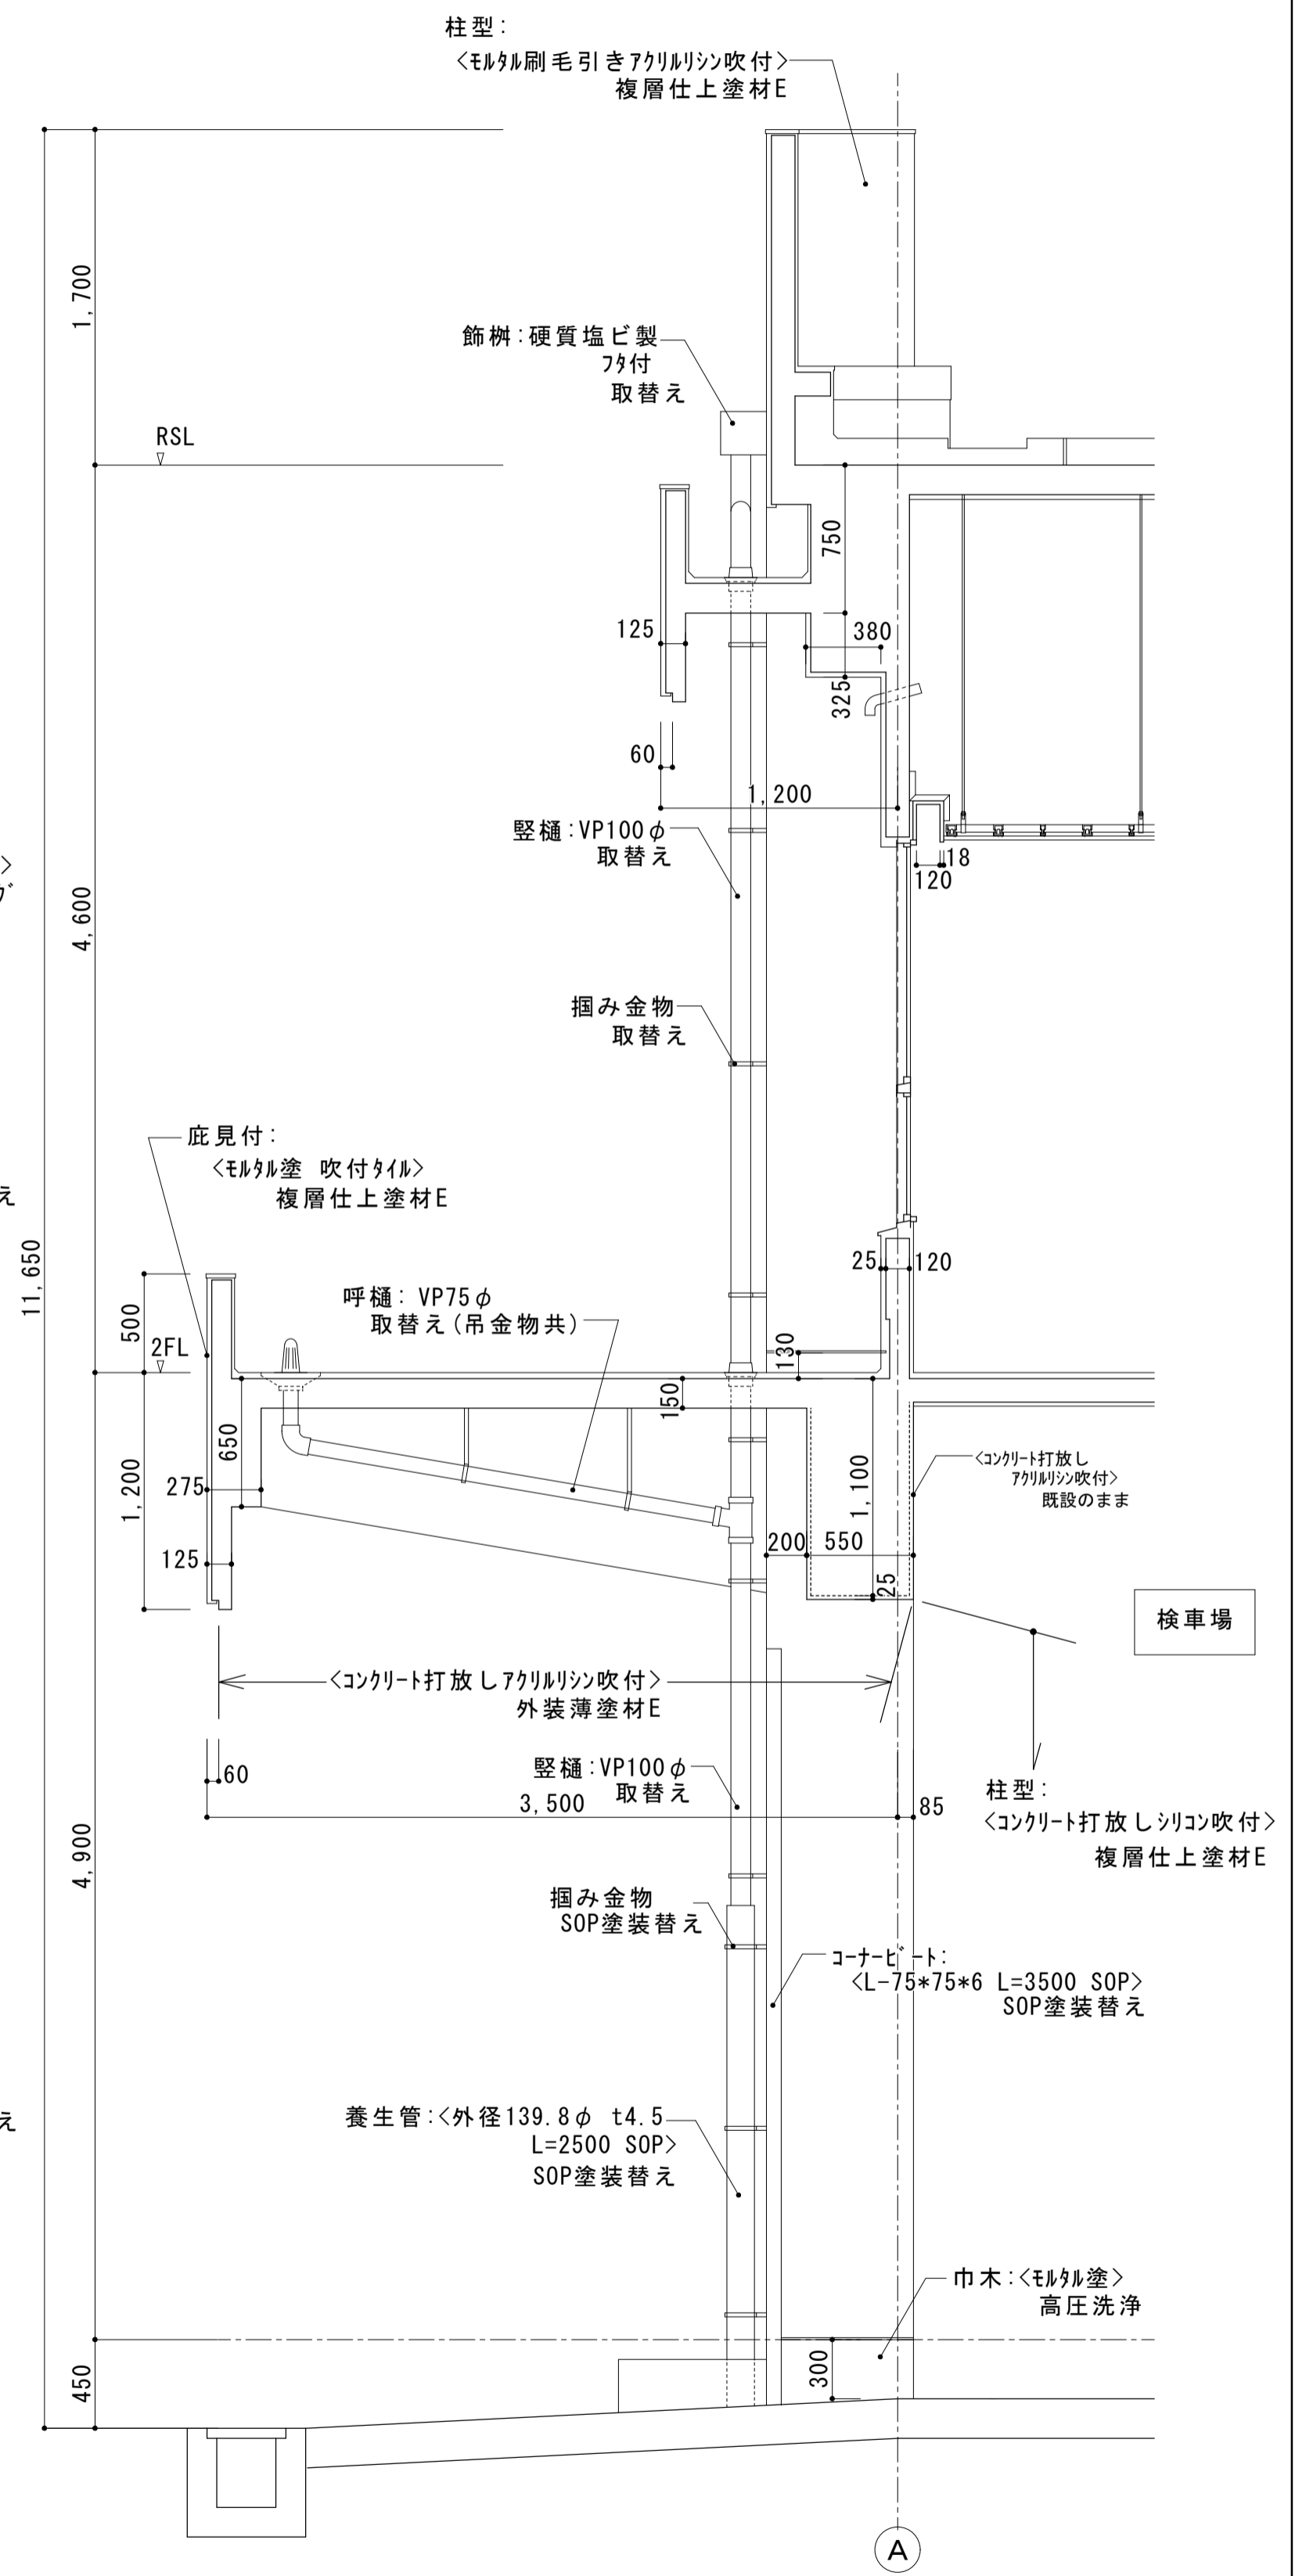 柱型:
<ﾓﾙﾀﾙ刷毛引きｱｸﾘﾙﾘｼﾝ吹付>
複層仕上塗材E
1,700
飾桝:硬質塩ビ製
ﾌﾀ付
取替え
RSL
750
125
380
325
60
1,200
竪樋:VP100φ
取替え
18
120
>
ｸﾞ
4,600
掴み金物
取替え
庇見付:
<ﾓﾙﾀﾙ塗 吹付ﾀｲﾙ>
複層仕上塗材E
え
11,650
25
120
500
呼樋: VP75φ
取替え(吊金物共)
2FL
130
150
650
1,200
275
1,100
<ｺﾝｸﾘｰﾄ打放し
ｱｸﾘﾙﾘｼﾝ吹付>
既設のまま
200
550
125
25
検車場
<ｺﾝｸﾘｰﾄ打放しｱｸﾘﾙﾘｼﾝ吹付>
外装薄塗材E
60
竪樋:VP100φ
取替え
3,500
85
柱型:
<ｺﾝｸﾘｰﾄ打放しｼﾘｺﾝ吹付>
複層仕上塗材E
4,900
掴み金物
SOP塗装替え
ｺｰﾅｰﾋﾞｰﾄ:
<L-75*75*6 L=3500 SOP>
SOP塗装替え
養生管:<外径139.8φ t4.5
L=2500 SOP>
SOP塗装替え
え
巾木:<ﾓﾙﾀﾙ塗>
高圧洗浄
300
450
A